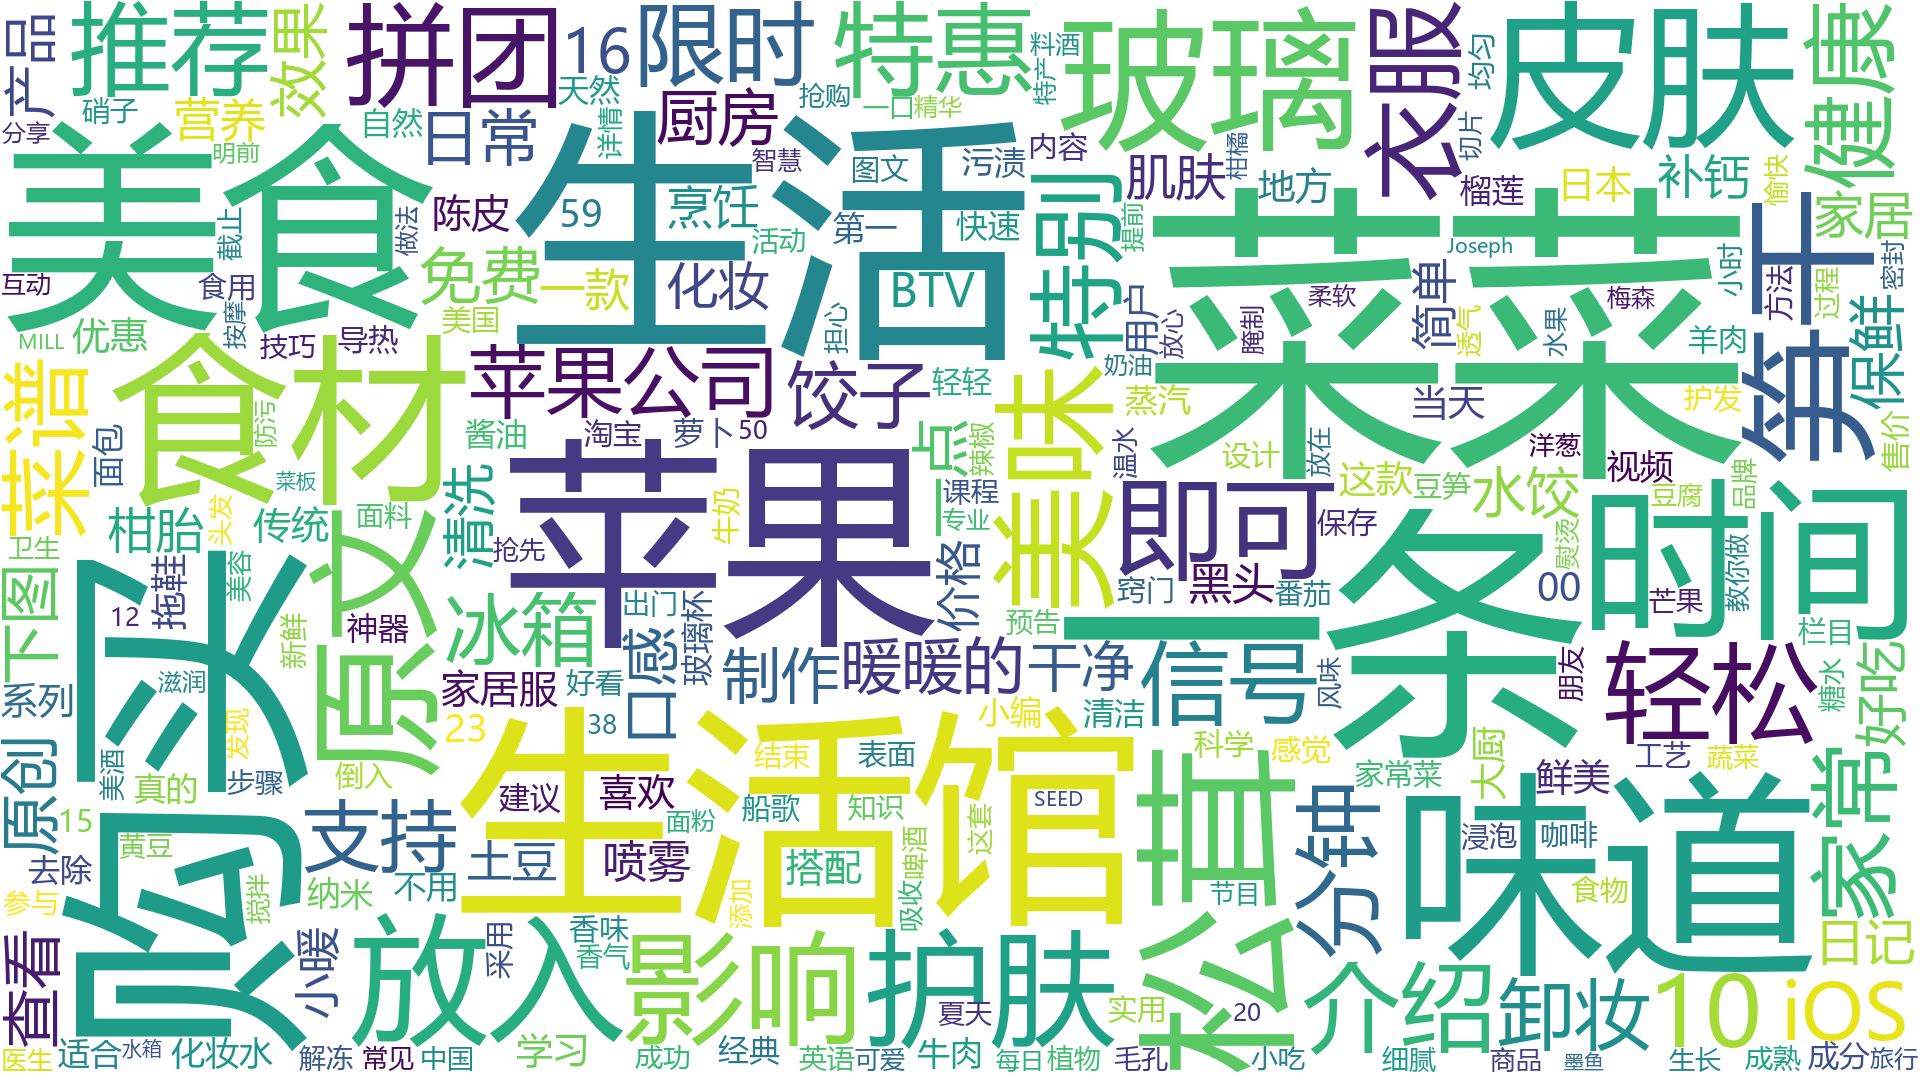 产品
推荐
效果
拼团
16
限时
特惠
料酒
特产
玻璃
衣服
均匀
皮肤
健康
硝子
营养
自然
天然
日常
详情
厨房
抢购
一口
精华
内容
柑橘
切片
分享
明前
美食
截止
做法
陈皮
生活
59
烹饪
智慧
图文
污渍
第一
快速
活动
BTV
特别
肌肤
地方
提前
榴莲
日本
补钙
愉快
家居
互动
食用
按摩
免费
一款
化妆
担心
用户
放心
菜菜
Joseph
小时
第一
密封
MILL
优惠
技巧
导热
美国
苹果公司
饺子
轻轻
奶油
蒸汽
腌制
柔软
简单
透气
水果
梅森
方法
过程
羊肉
保鲜
菜谱
面包
食材
防污
菜板
酱油
淘宝
萝卜
50
一点
辣椒
美味
温水
当天
护发
售价
设计
放在
洋葱
视频
这款
豆笋
水饺
豆腐
品牌
柑胎
头发
传统
面料
清洗
苹果
牛奶
课程
专业
即可
保存
条
一条
时间
熨烫
教你做
卫生
下图
美容
原文
抢先
价格
窍门
黑头
番茄
00
芒果
栏目
12
拖鞋
新鲜
神器
冰箱
出门
玻璃杯
口感
预告
购买
滋润
系列
发现
家居服
好看
制作
暖暖的
干净
信号
风味
朋友
轻松
糖水
好吃
23
38
小编
清洁
原创
美酒
步骤
真的
倒入
生活馆
结束
表面
科学
感觉
家常菜
大厨
鲜美
工艺
蔬菜
家常
15
黄豆
支持
建议
喜欢
船歌
知识
SEED
这套
首
分钟
味道
浸泡
咖啡
去除
纳米
不用
土豆
喷雾
面粉
搭配
啤酒
吸收
节目
食物
参与
搅拌
添加
查看
小暖
放入
采用
香味
香气
影响
护肤
夏天
实用
松
20
介绍
卸妆
10
iOS
日记
医生
适合
水箱
化妆水
解冻
常见
中国
学习
成功
经典
英语
可爱
牛肉
每日
植物
毛孔
小吃
细腻
商品
墨鱼
生长
成熟
成分
旅行